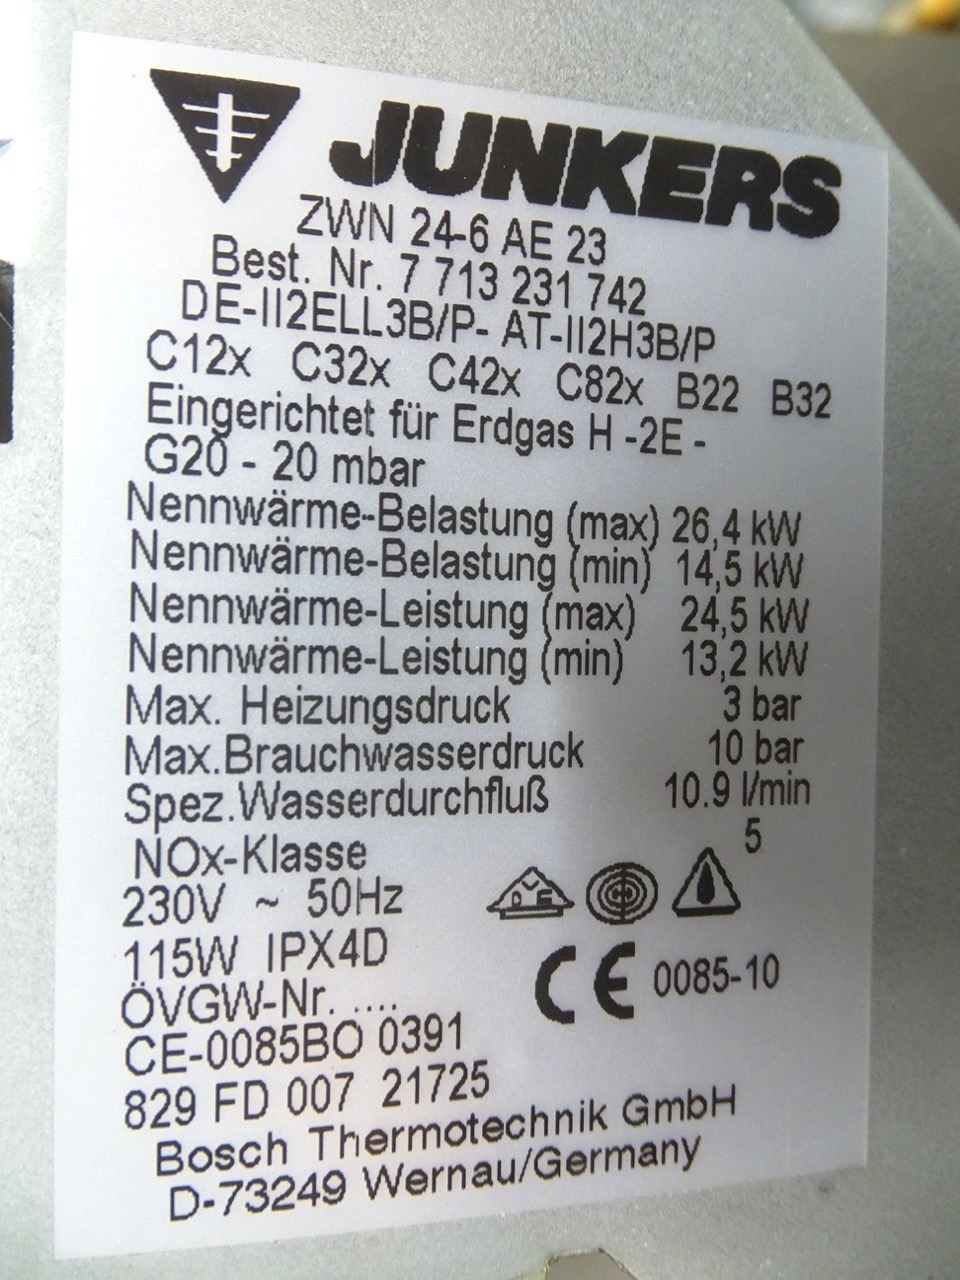 JUNKERS
ZWN 24-6 AE 23
Best. Nr. 7 713 231 742
DE-II2ELL3B/P- AT-II2H3B/P
C12x C32x C42x C82x B22 B32
Eingerichtet für Erdgas H -2E -
G20 - 20 mbar
Nennwärme-Belastung (max) 26,4 kW
Nennwärme-Belastung (min) 14,5 kW
Nennwärme-Leistung (max) 24,5 kW
Nennwärme-Leistung (min) 13,2 kW
Max. Heizungsdruck 3 bar
Max.Brauchwasserdruck 10 bar
Spez.Wasserdurchfluß 10.9 l/min
NOx-Klasse 5
230V ~ 50Hz
DVE
115W IPX4D
CE 0085-10
ÖVGW-Nr. ....
CE-0085BO 0391
829 FD 007 21725
Bosch Thermotechnik GmbH
D-73249 Wernau/Germany